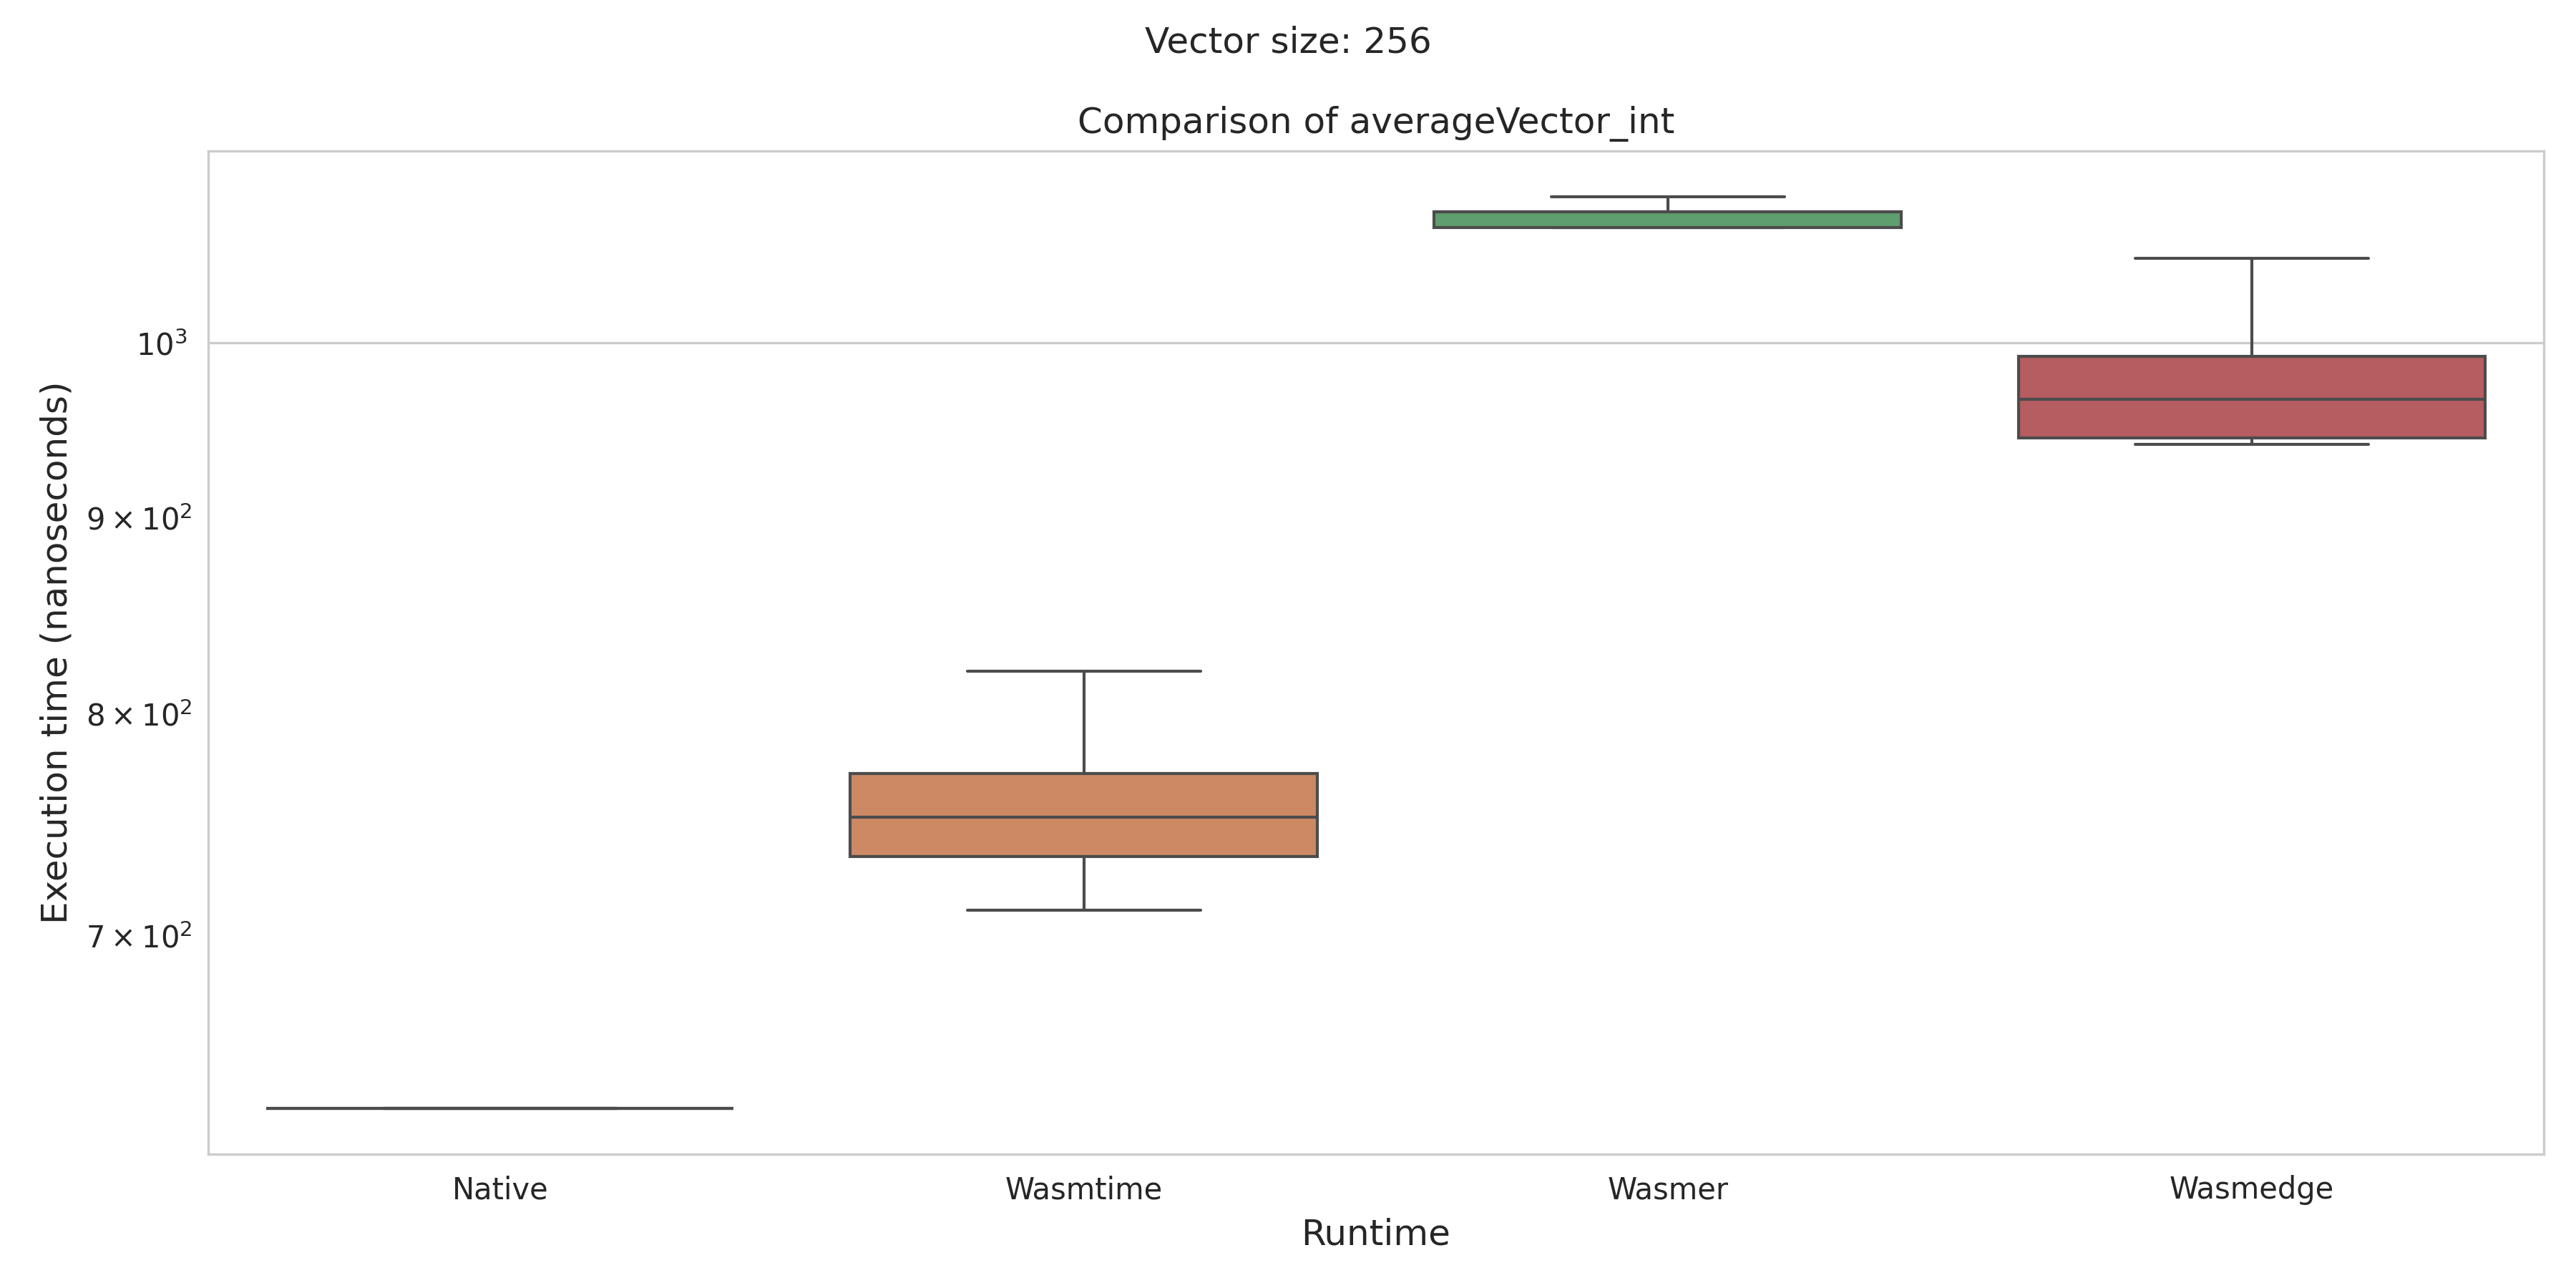 Vector size: 256
Comparison of averageVector_int
Execution time (nanoseconds)
10³
9 × 10²
8 × 10²
7 × 10²
Native Wasmtime Wasmer Wasmedge
Runtime